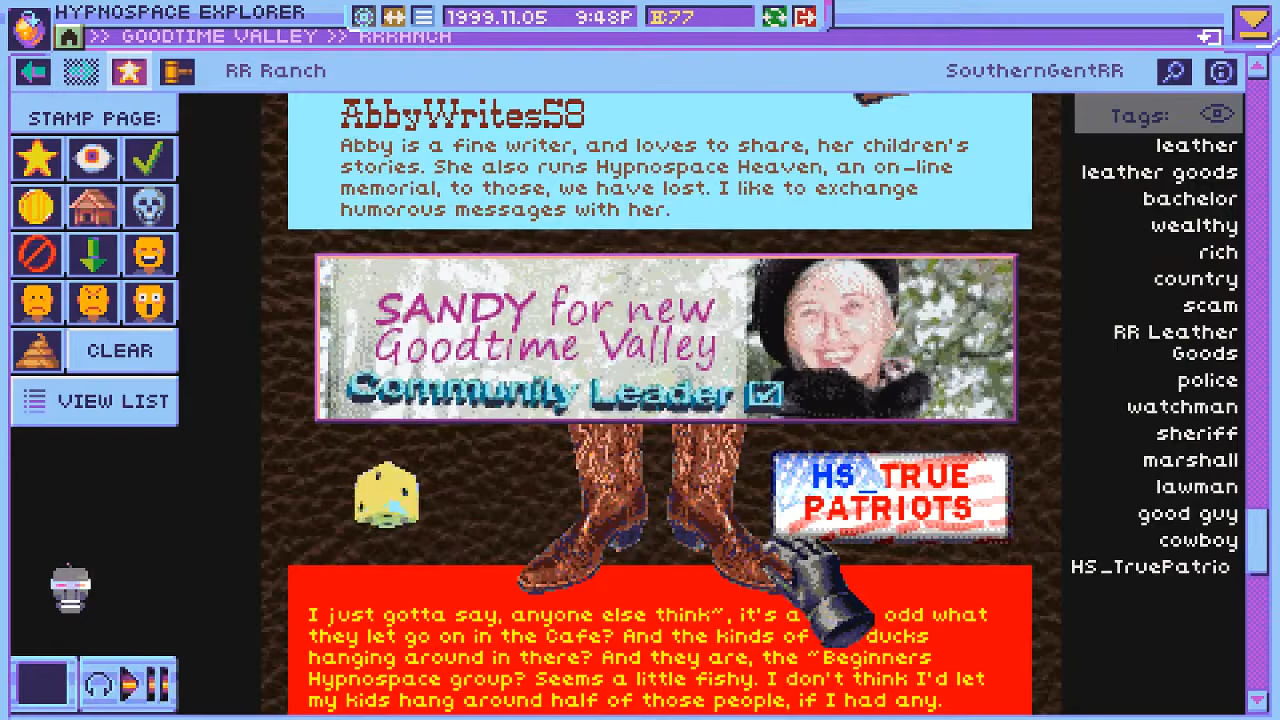 HYPNOSPACE EXPLORER
1999.11.05 9:48P
77
>> GOODTIME VALLEY >> RRRANCH
RR Ranch
SouthernGentRR
STAMP PAGE:
CLEAR
VIEW LIST
AbbyWrites58
Abby is a fine writer, and loves to share, her children's
stories. She also runs Hypnospace Heaven, an on-line
memorial, to those, we have lost. I like to exchange
humorous messages with her.
SANDY for new
Goodtime Valley
Community Leader
HS_TRUE
PATRIOTS
I just gotta say, anyone else think~, it's a odd what
they let go on in the Cafe? And the kinds of ducks
hanging around in there? And they are, the ~Beginners
Hypnospace group? Seems a little fishy. I don't think I'd let
my kids hang around half of those people, if I had any.
Tags:
leather
leather goods
bachelor
wealthy
rich
country
scam
RR Leather
Goods
police
watchman
sheriff
marshall
lawman
good guy
cowboy
HS_TruePatrio